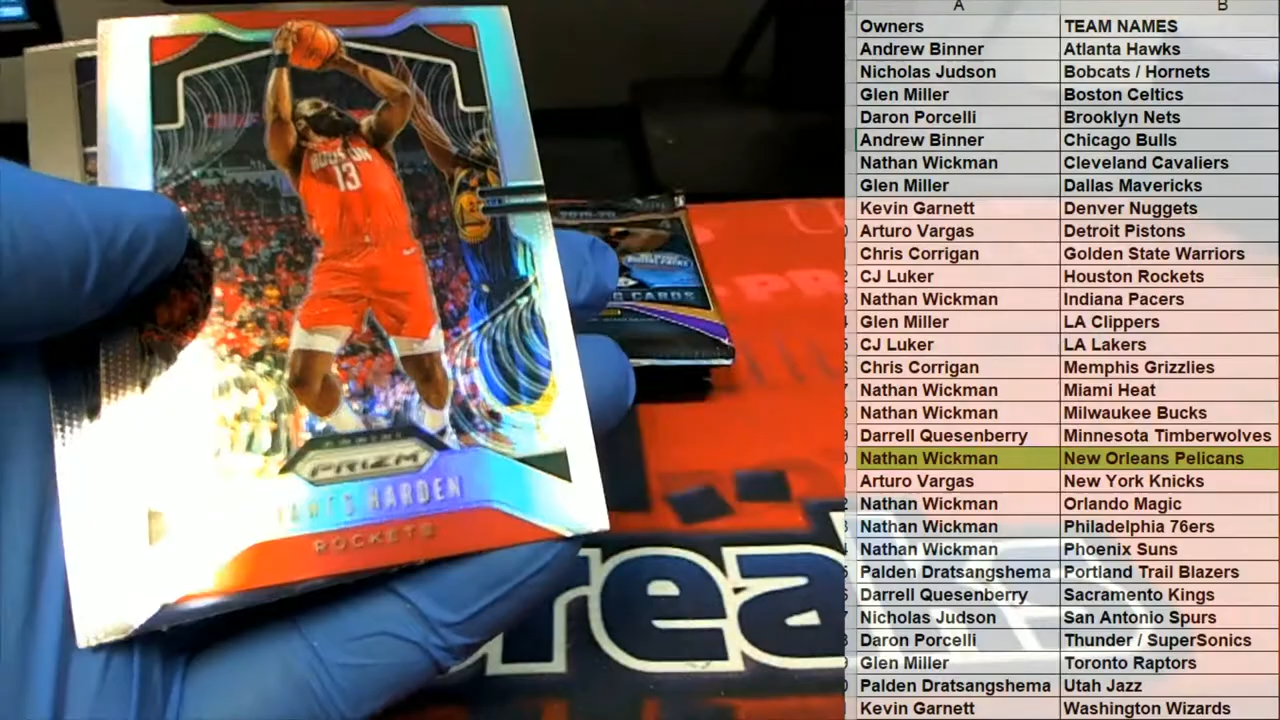 HOUSTON
13
PANINI
PRIZM
JAMES HARDEN
ROCKETS
2019-20
G CARDS
rea
A B
Owners TEAM NAMES
Andrew Binner Atlanta Hawks
Nicholas Judson Bobcats / Hornets
Glen Miller Boston Celtics
Daron Porcelli Brooklyn Nets
Andrew Binner Chicago Bulls
Nathan Wickman Cleveland Cavaliers
Glen Miller Dallas Mavericks
Kevin Garnett Denver Nuggets
Arturo Vargas Detroit Pistons
Chris Corrigan Golden State Warriors
CJ Luker Houston Rockets
Nathan Wickman Indiana Pacers
Glen Miller LA Clippers
CJ Luker LA Lakers
Chris Corrigan Memphis Grizzlies
Nathan Wickman Miami Heat
Nathan Wickman Milwaukee Bucks
Darrell Quesenberry Minnesota Timberwolves
Nathan Wickman New Orleans Pelicans
Arturo Vargas New York Knicks
Nathan Wickman Orlando Magic
Nathan Wickman Philadelphia 76ers
Nathan Wickman Phoenix Suns
Palden Dratsangshema Portland Trail Blazers
Darrell Quesenberry Sacramento Kings
Nicholas Judson San Antonio Spurs
Daron Porcelli Thunder / SuperSonics
Glen Miller Toronto Raptors
Palden Dratsangshema Utah Jazz
Kevin Garnett Washington Wizards